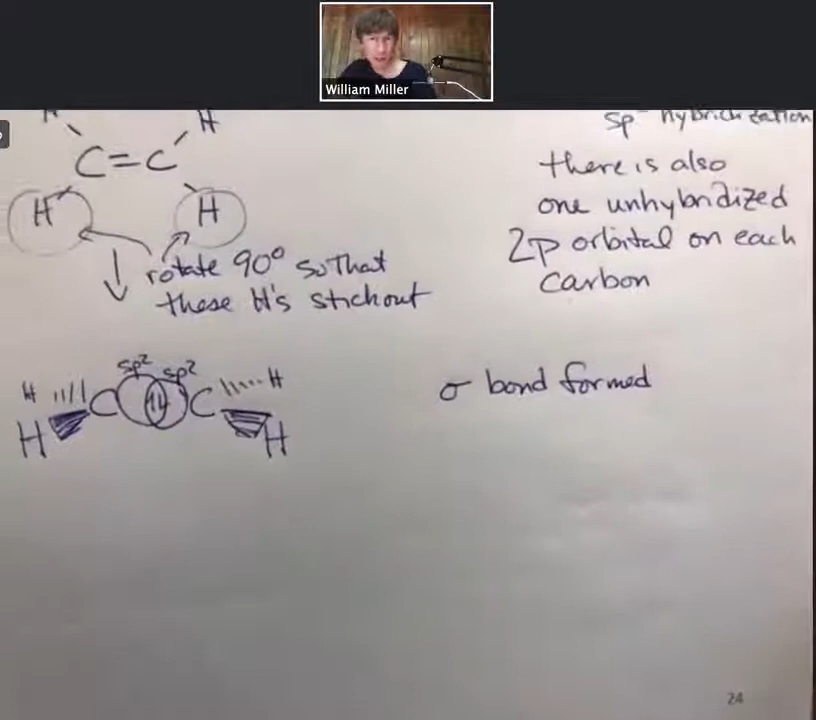 William Miller
H
H
C=C
H
H
sp² hybridization
there is also
one unhybridized
2p orbital on each
carbon
rotate 90° so that
these H's stick out
sp² sp²
H C C H
H H
σ bond formed
24